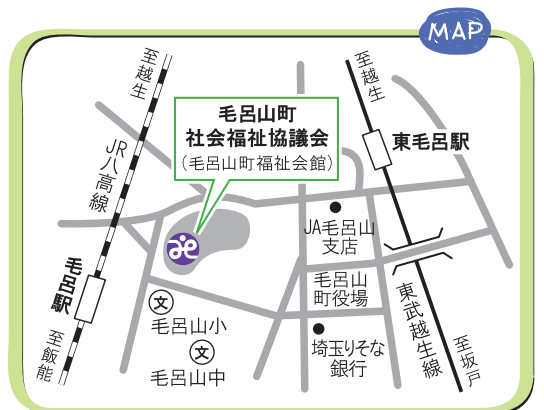 MAP
至越生
JR八高線
毛呂駅
至飯能
毛呂山町
社会福祉協議会
（毛呂山町福祉会館）
至越生
東毛呂駅
JA毛呂山
支店
毛呂山
町役場
埼玉りそな
銀行
文
毛呂山小
文
毛呂山中
東武越生線
至坂戸